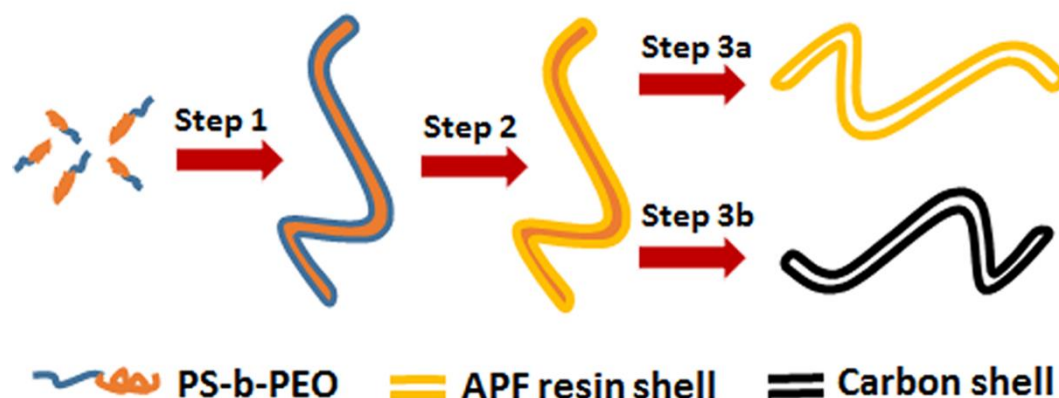 Step 1
Step 2
Step 3a
Step 3b
PS-b-PEO
APF resin shell
Carbon shell